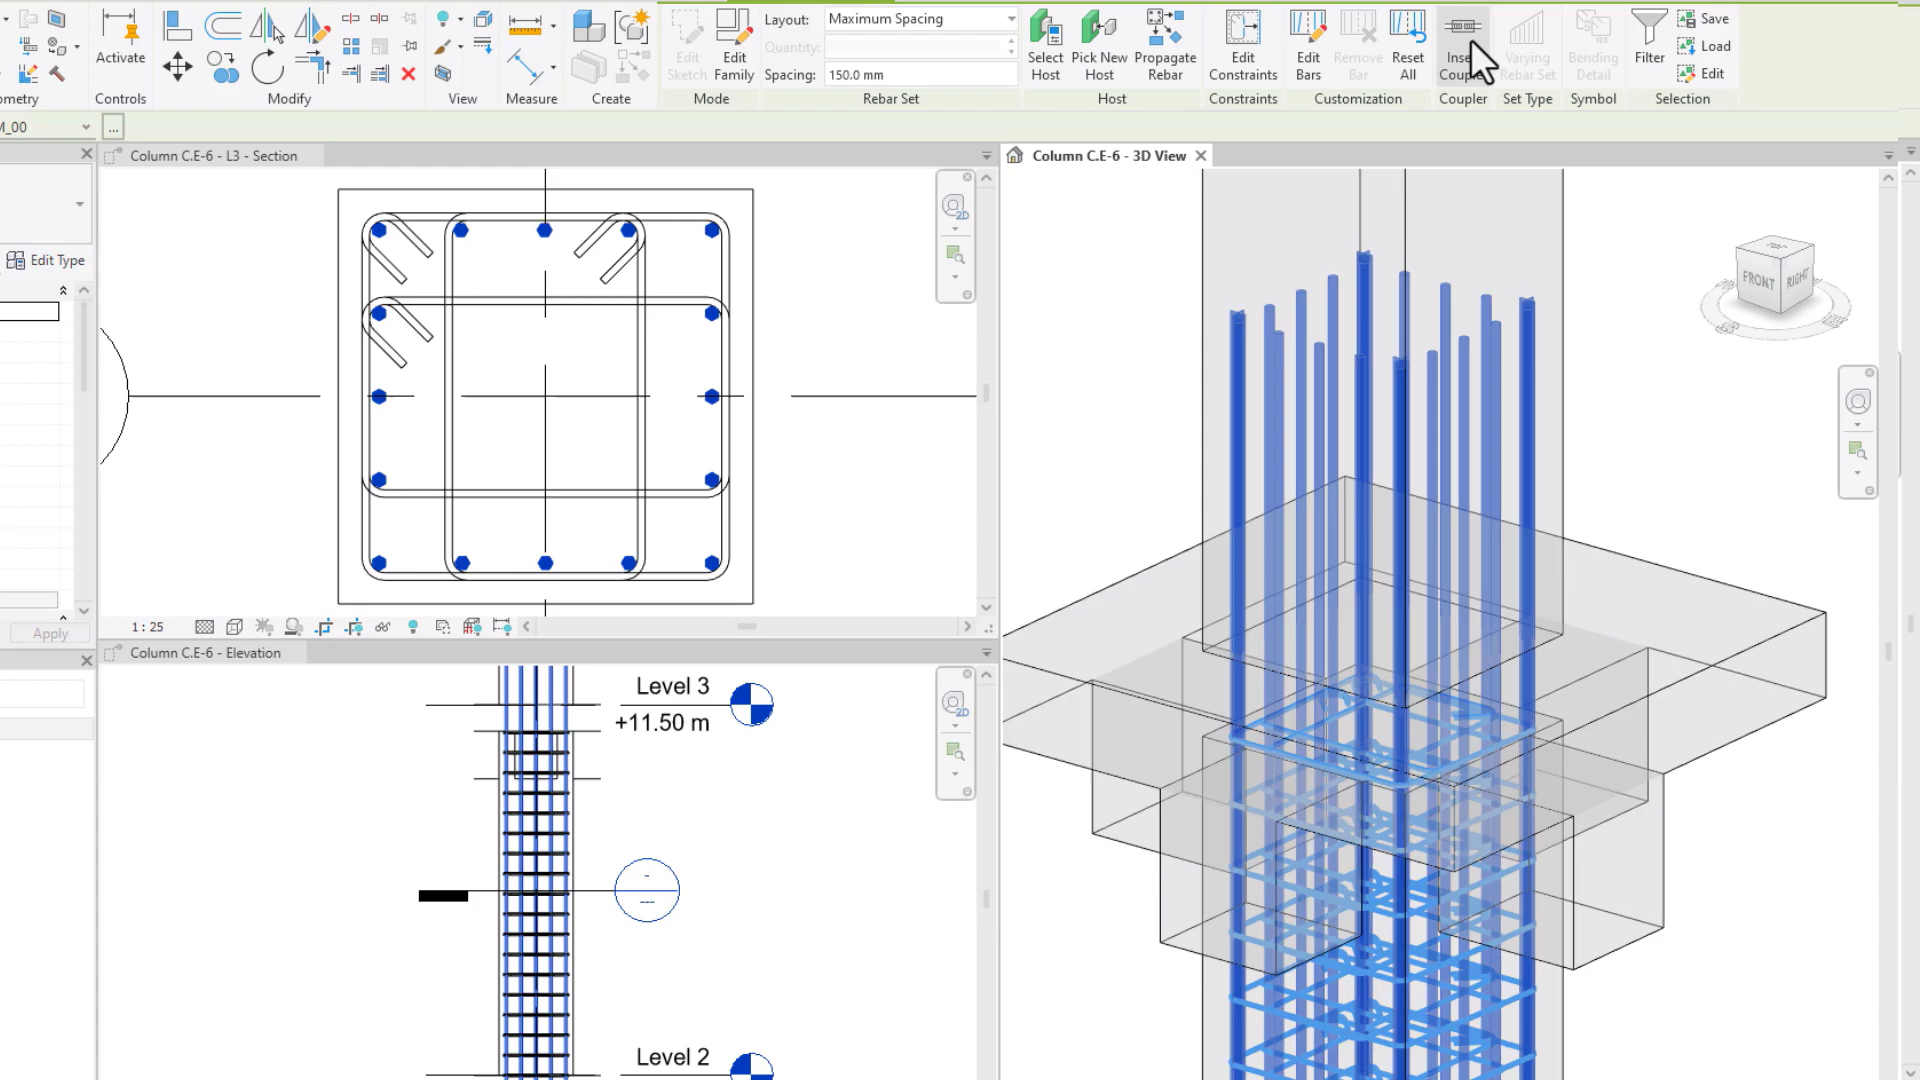 Activate
Layout: Maximum Spacing
Quantity:
Spacing: 150.0 mm
Edit Sketch
Edit Family
Select Host
Pick New Host
Propagate Rebar
Edit Constraints
Edit Bars
Remove Bar
Reset All
Varying Rebar Set
Bending Detail
Filter
Save
Load
Edit
ometry
Controls
Modify
View
Measure
Create
Mode
Rebar Set
Host
Constraints
Customization
Coupler
Set Type
Symbol
Selection
M_00
...
Column C.E-6 - L3 - Section
Column C.E-6 - 3D View
2D
Edit Type
FRONT
RIGHT
1 : 25
Apply
Column C.E-6 - Elevation
Level 3
+11.50 m
2D
Level 2